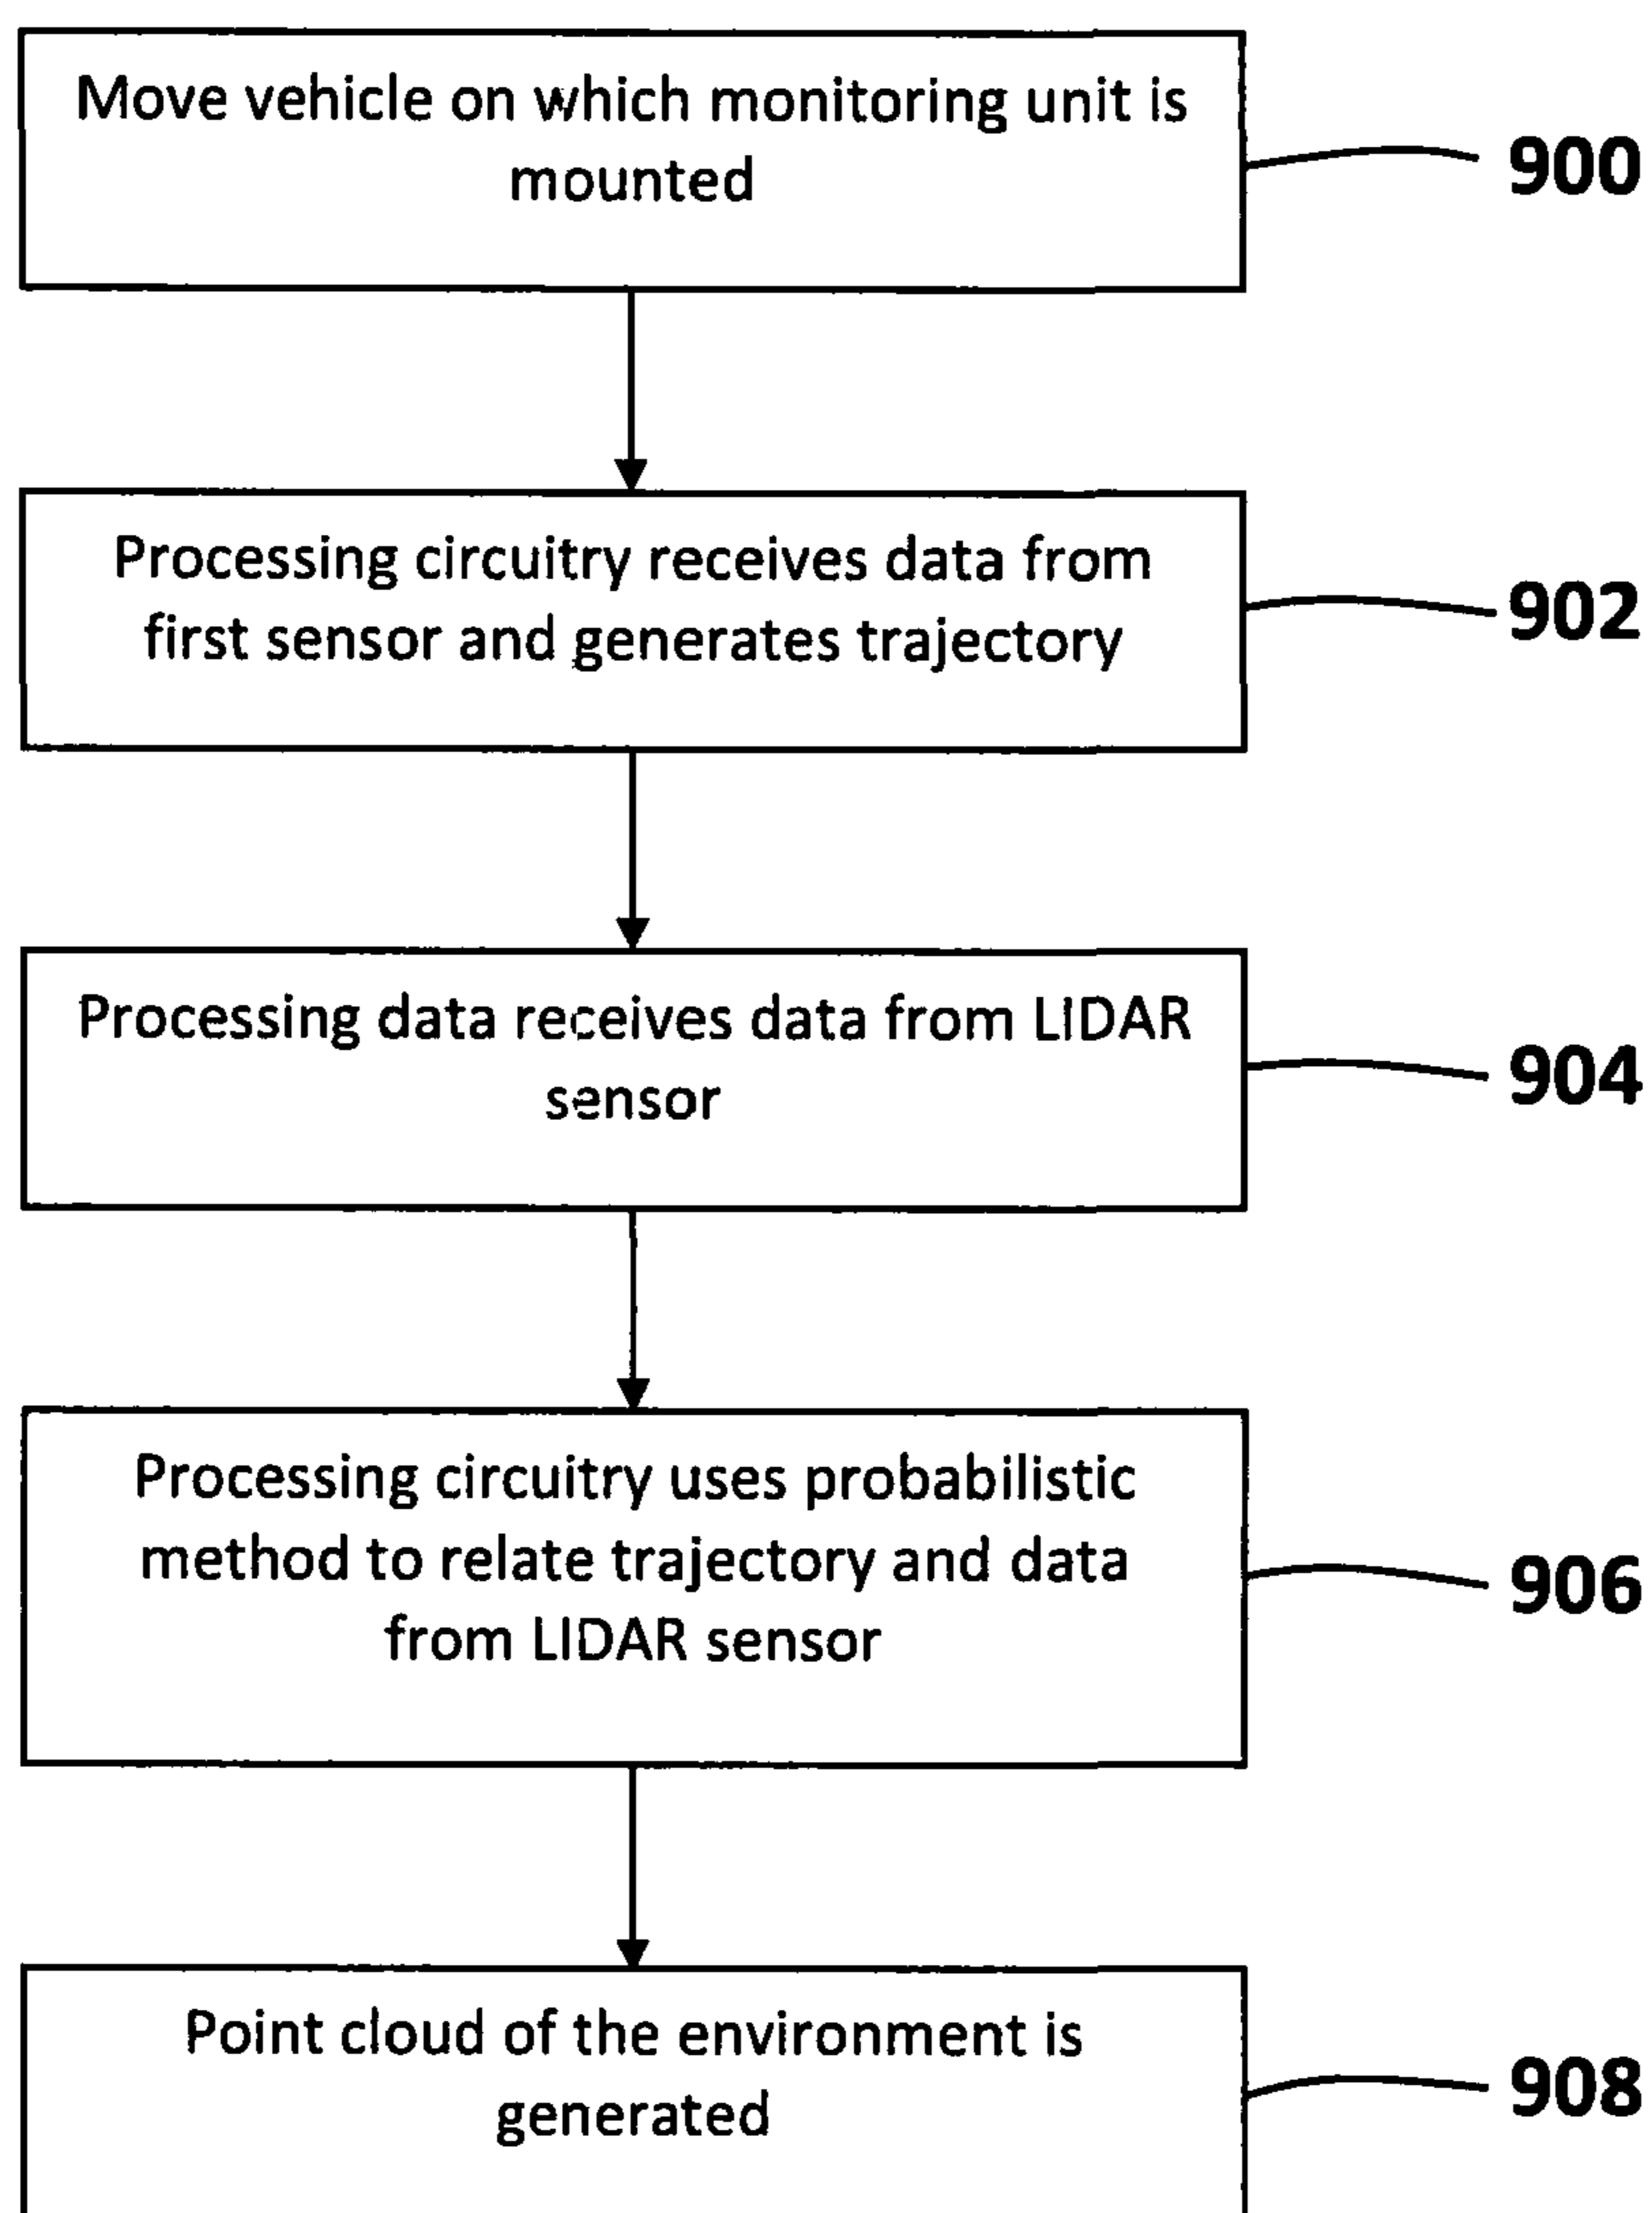 Move vehicle on which monitoring unit is
mounted
900
Processing circuitry receives data from
first sensor and generates trajectory
902
Processing data receives data from LIDAR
sensor
904
Processing circuitry uses probabilistic
method to relate trajectory and data
from LIDAR sensor
906
Point cloud of the environment is
generated
908